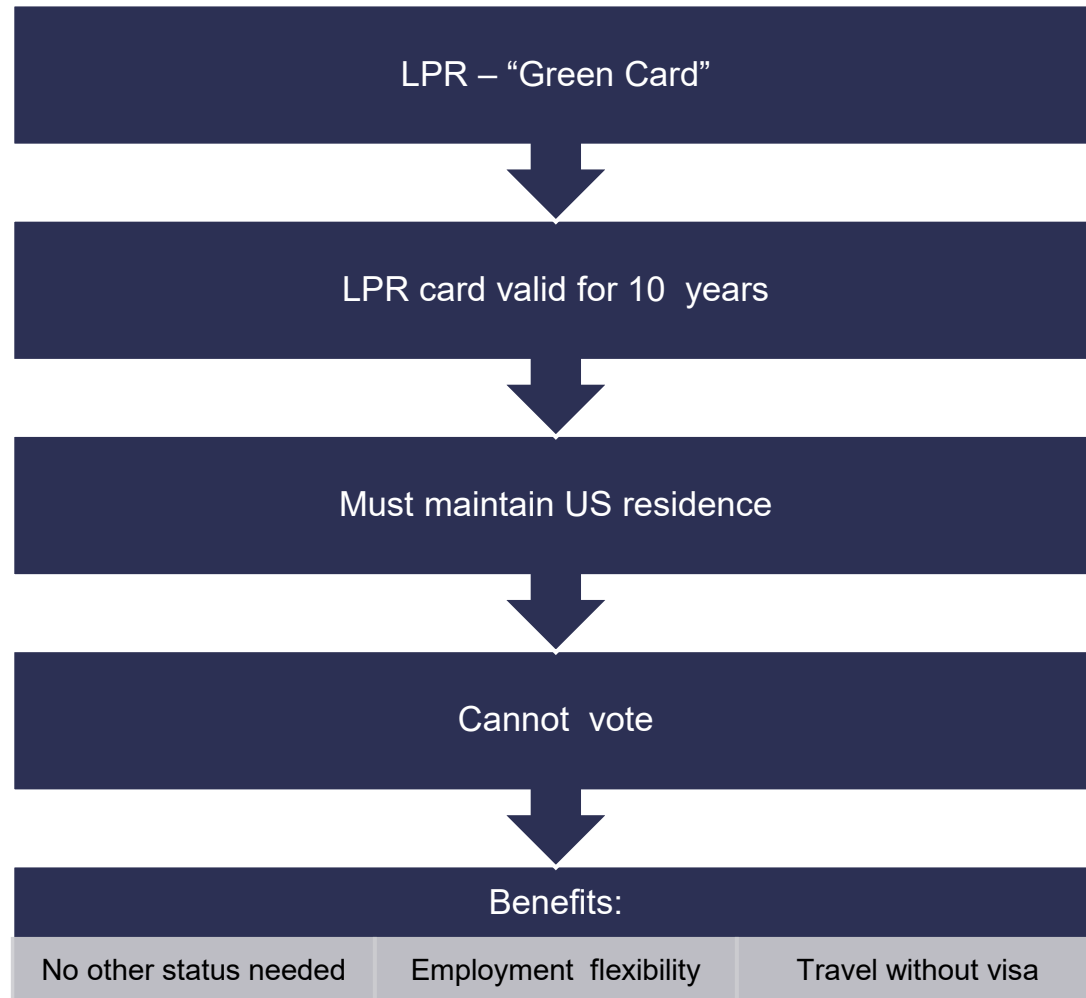 LPR – “Green Card”
LPR card valid for 10 years
Must maintain US residence
Cannot vote
Benefits:
No other status needed
Employment flexibility
Travel without visa